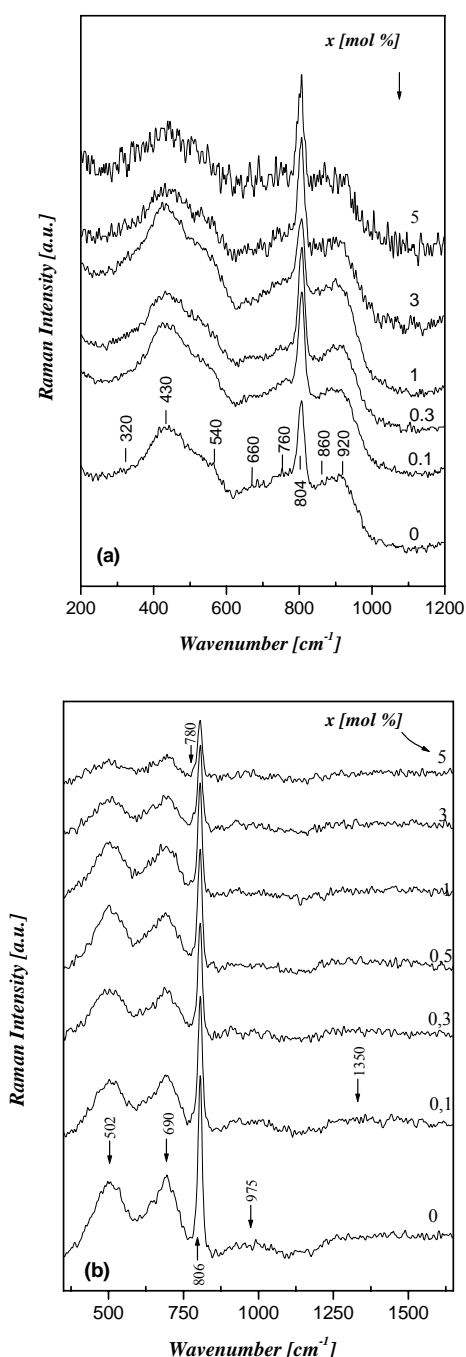 x [mol %]
5
3
1
0.3
0.1
0
320
430
540
660
760
804
860
920
(a)
Raman Intensity [a.u.]
200 400 600 800 1000 1200
Wavenumber [cm⁻¹]
x [mol %]
780
5
3
1
0,5
0,3
0,1
0
502
690
806
975
1350
(b)
Raman Intensity [a.u.]
500 750 1000 1250 1500
Wavenumber [cm⁻¹]